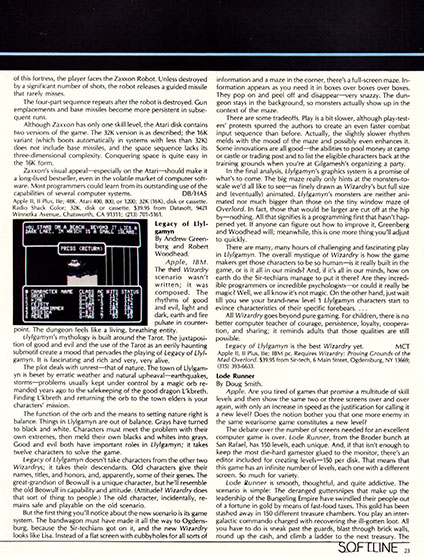 of this fortress, the player faces the Zaxxon Robot. Unless destroyed
by a significant number of shots, the robot releases a guided missile
that rarely misses.
The four-part sequence repeats after the robot is destroyed. Gun
emplacements and base missiles become more persistent in subse-
quent runs.
Although Zaxxon has only one skill level, the Atari disk contains
two versions of the game. The 32K version is as described; the 16K
variant (which boots automatically in systems with less than 32K)
does not include base missiles, and the space sequence lacks its
three-dimensional complexity. Conquering space is quite easy in
the 16K form.
Zaxxon's visual appeal—especially on the Atari—should make it
a long-lived bestseller, even in the volatile market of computer soft-
ware. Most programmers could learn from its outstanding use of the
capabilities of several computer systems. DB/HAS
Apple II, II Plus, IIe; 48K. Atari 400, 800, or 1200; 32K (16K), disk or cassette.
Radio Shack Color; 32K, disk or cassette. $39.95 from Datasoft, 9421
Winnetka Avenue, Chatsworth, CA 91311; (213) 701-5161.
PRESS (RETURN)
CHARACTER NAME
STATUS
Legacy of Llyl-
gamyn
By Andrew Green-
berg and Robert
Woodhead.
Apple, IBM.
The third Wizardry
scenario wasn't
written; it was
composed. The
rhythms of good
and evil, light and
dark, earth and fire
pulsate in counter-
point. The dungeon feels like a living, breathing entity.
Llylgamyn's mythology is built around the Tarot. The juxtaposi-
tion of good and evil and the use of the Tarot as an eerily haunting
submotif create a mood that pervades the playing of Legacy of Llyl-
gamyn. It is fascinating and rich and very, very alive.
The plot deals with unrest—that of nature. The town of Llylgam-
yn is beset by erratic weather and natural upheaval—earthquakes,
storms—problems usually kept under control by a magic orb re-
manded years ago to the safekeeping of the good dragon L'kbreth.
Finding L'kbreth and returning the orb to the town elders is your
characters' mission.
The function of the orb and the means to setting nature right is
balance. Things in Llylgamyn are out of balance. Grays have turned
to black and white. Characters must meet the problem with their
own extremes, then meld their own blacks and whites into grays.
Good and evil both have important roles in Llylgamyn; it takes
twelve characters to solve the game.
Legacy of Llylgamyn doesn't take characters from the other two
Wizardrys; it takes their descendants. Old characters give their
names, titles, and honors, and, apparently, some of their genes. The
great-grandson of Beowulf is a unique character, but he'll resemble
the old Beowulf in capability and attitude. (Attitude? Wizardry does
that sort of thing to people.) The old character, incidentally, re-
mains safe and playable on the old scenario.
But the first thing you'll notice about the new scenario is its game
system. The bandwagon must have made it all the way to Ogdens-
burg, because the Sir-techians got on it, and the new Wizardry
looks like Lisa. Instead of a flat screen with cubbyholes for all sorts of
information and a maze in the corner, there's a full-screen maze. In-
formation appears as you need it in boxes over boxes over boxes.
They pop on and peel off and disappear—very snazzy. The dun-
geon stays in the background, so monsters actually show up in the
context of the maze.
There are some tradeoffs. Play is a bit slower, although play-test-
ers' protests spurred the authors to create an even faster combat
input sequence than before. Actually, the slightly slower rhythm
melds with the mood of the maze and possibly even enhances it.
Some innovations are all good—the abilities to pool money at camp
or castle or trading post and to list the eligible characters back at the
training grounds when you're at Gilgamesh's organizing a party.
In the final analysis, Llylgamyn's graphics system is a promise of
what's to come. The big maze really only hints at the monsters-to-
scale we'd all like to see—as finely drawn as Wizardry's but full size
and (eventually) animated. Llylgamyn's monsters are neither ani-
mated nor much bigger than those on the tiny window maze of
Overlord. In fact, those that would be larger are cut off at the hip
by—nothing. All that signifies is a programming first that hasn't hap-
pened yet. If anyone can figure out how to improve it, Greenberg
and Woodhead will; meanwhile, this is one more thing you'll adjust
to quickly.
There are many, many hours of challenging and fascinating play
in Llylgamyn. The overall mystique of Wizardry is how the game
makers get those characters to be so human—is it really built in the
game, or is it all in our minds? And, if it's all in our minds, how on
earth do the Sir-techians manage to put it there? Are they incred-
ible programmers or incredible psychologists—or could it really be
magic? Well, we all know it's not magic. On the other hand, just wait
till you see your brand-new level 1 Llylgamyn characters start to
evince characteristics of their specific forebears. . . .
All Wizardry goes beyond pure gaming. For children, there is no
better computer teacher of courage, persistence, loyalty, coopera-
tion, and sharing; it reminds adults that those qualities are still
possible.
Legacy of Llylgamyn is the best Wizardry yet. MCT
Apple II, II Plus, IIe; IBM pc. Requires Wizardry: Proving Grounds of the
Mad Overlord. $39.95 from Sir-tech, 6 Main Street, Ogdensburg, NY 13669;
(315) 393-6633.
Lode Runner
By Doug Smith.
Apple. Are you tired of games that promise a multitude of skill
levels and then show the same two or three screens over and over
again, with only an increase in speed as the justification for calling it
a new level? Does the notion bother you that one more enemy in
the same wearisome game constitutes a new level?
The debate over the number of screens needed for an excellent
computer game is over. Lode Runner, from the Broder bunch at
San Rafael, has 150 levels, each unique. And, if it isn't enough to
keep the most die-hard gamester glued to the monitor, there's an
editor included for creating levels—150 per disk. That means that
this game has an infinite number of levels, each one with a different
screen. So much for variety.
Lode Runner is smooth, thoughtful, and quite addictive. The
scenario is simple: The deranged guttersnipes that make up the
leadership of the Bungeling Empire have swindled their people out
of a fortune in gold by means of fast-food taxes. This gold has been
stashed away in 150 different treasure chambers. You play an inter-
galactic commando charged with recovering the ill-gotten loot. All
you have to do is sneak past the guards, blast through brick walls,
round up the cash, and climb a ladder to the next treasury. The
SOFTLINE 23